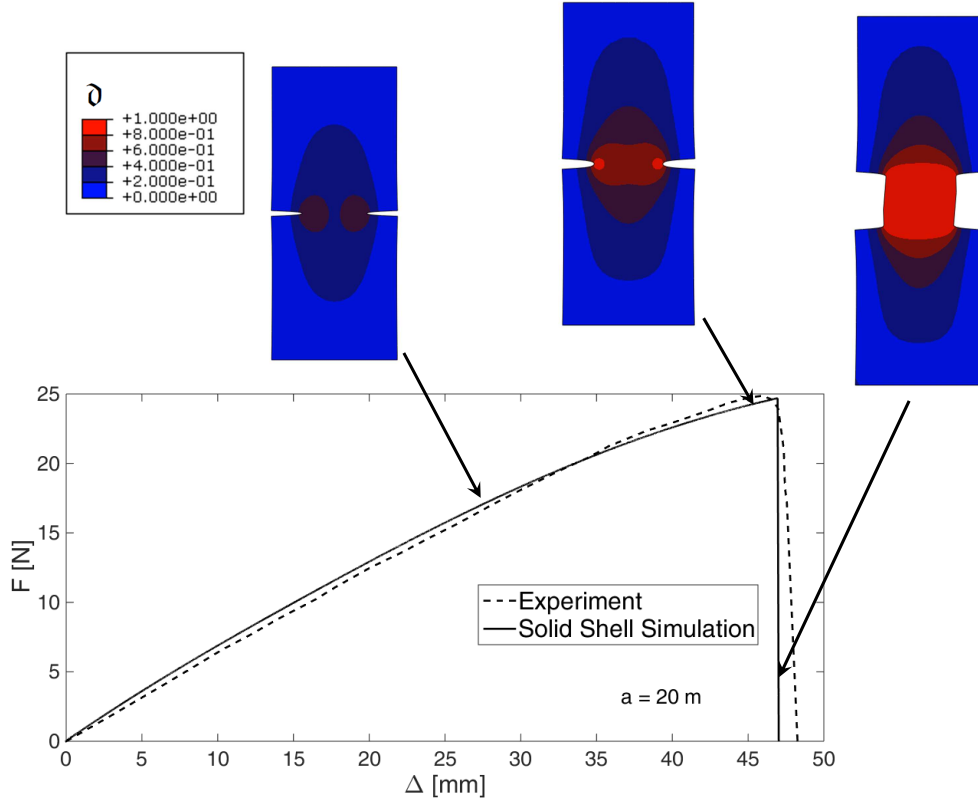 𝔡
+1.000e+00
+8.000e-01
+6.000e-01
+4.000e-01
+2.000e-01
+0.000e+00
F [N]
25
20
15
10
5
0
Experiment
Solid Shell Simulation
a = 20 m
0 5 10 15 20 25 30 35 40 45 50
Δ [mm]